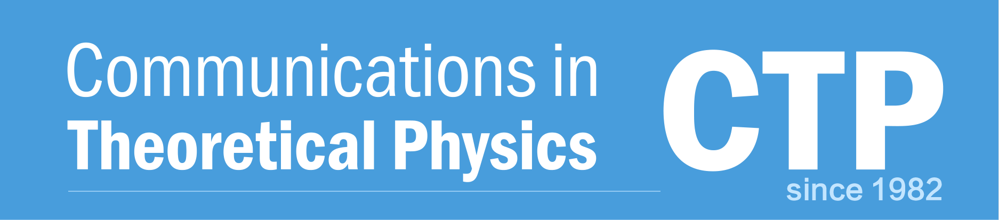 Communications in
Theoretical Physics
CTP
since 1982